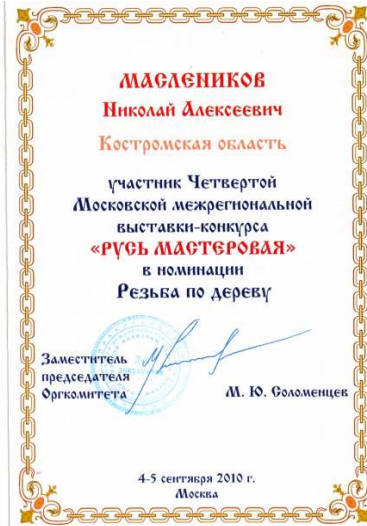 МАСЛЕНИКОВ
Николай Алексеевич
Костромская область
участник Четвертой
Московской межрегиональной
выставки-конкурса
«РУСЬ МАСТЕРОВАЯ»
в номинации
Резьба по дереву
Заместитель
председателя
Оргкомитета
М. Ю. Соломенцев
4-5 сентября 2010 г.
Москва